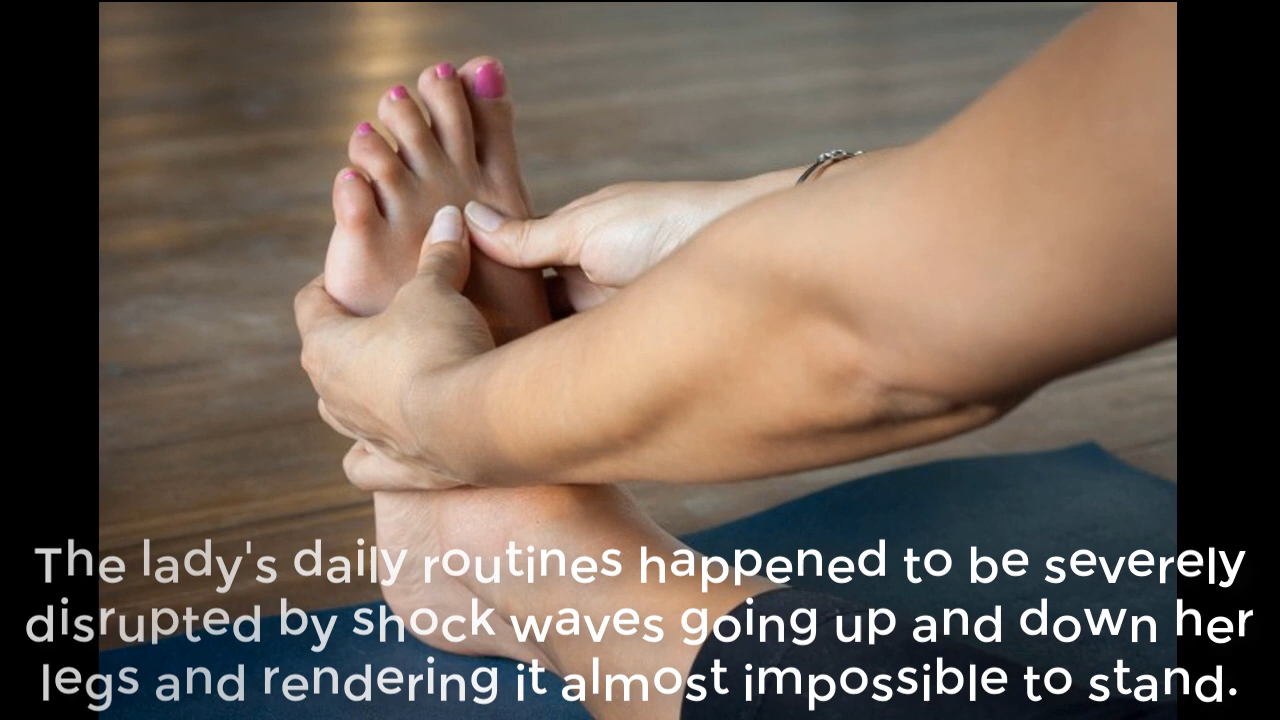 The lady's daily routines happened to be severely
disrupted by shock waves going up and down her
legs and rendering it almost impossible to stand.